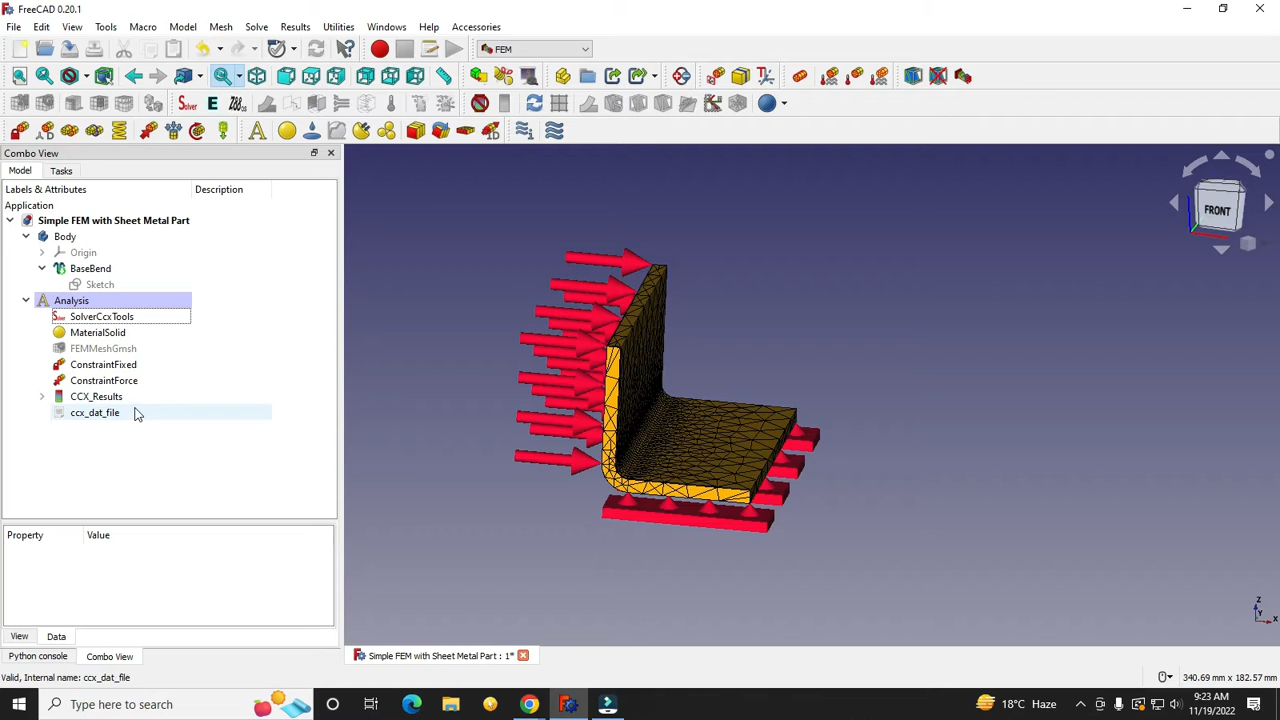 FreeCAD 0.20.1
File Edit View Tools Macro Model Mesh Solve Results Utilities Windows Help Accessories
FEM
Solver E Z88OS
A D
Combo View
Model Tasks
Labels & Attributes Description
Application
Simple FEM with Sheet Metal Part
Body
Origin
BaseBend
Sketch
A Analysis
Solver SolverCcxTools
MaterialSolid
FEMMeshGmsh
ConstraintFixed
ConstraintForce
CCX_Results
ccx_dat_file
FRONT
Z
Y
X
Property Value
View Data
Python console Combo View
Simple FEM with Sheet Metal Part : 1*
Valid, Internal name: ccx_dat_file
340.69 mm x 182.57 mm
Type here to search
18°C Haze
9:23 AM
11/19/2022